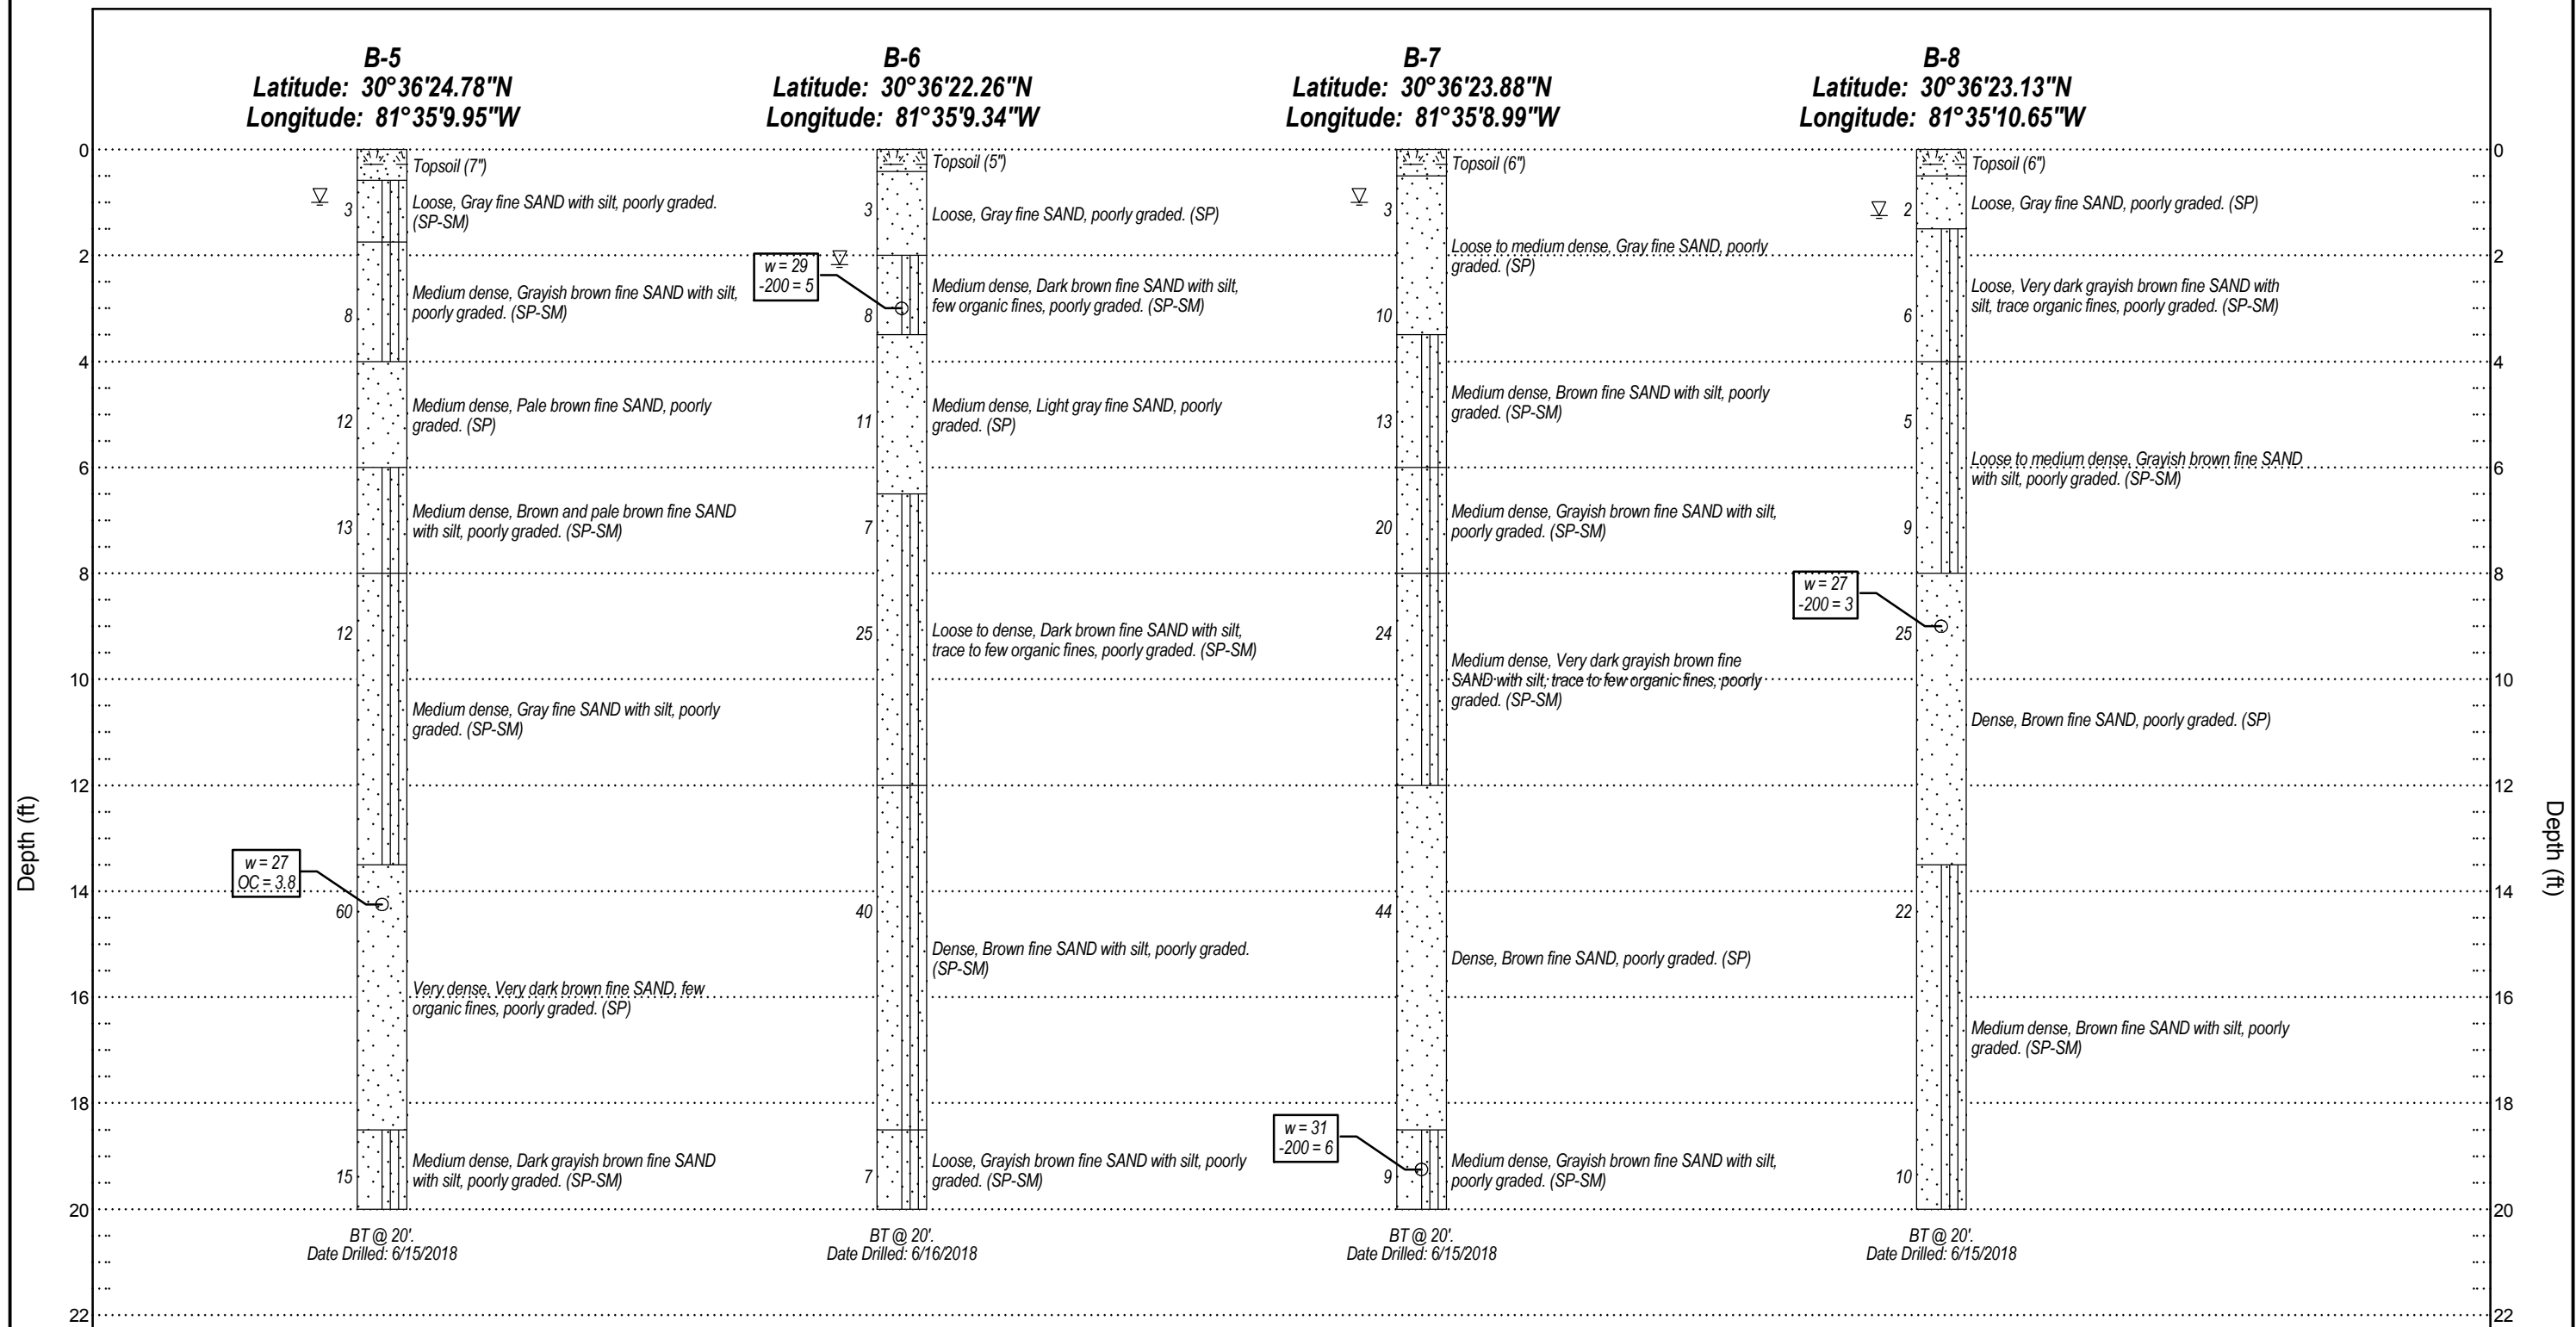 B-5
Latitude: 30°36'24.78"N
Longitude: 81°35'9.95"W
B-6
Latitude: 30°36'22.26"N
Longitude: 81°35'9.34"W
B-7
Latitude: 30°36'23.88"N
Longitude: 81°35'8.99"W
B-8
Latitude: 30°36'23.13"N
Longitude: 81°35'10.65"W
Depth (ft)
0
2
4
6
8
10
12
14
16
18
20
22
Topsoil (7")
3
Loose, Gray fine SAND with silt, poorly graded.
(SP-SM)
8
Medium dense, Grayish brown fine SAND with silt,
poorly graded. (SP-SM)
12
Medium dense, Pale brown fine SAND, poorly
graded. (SP)
13
Medium dense, Brown and pale brown fine SAND
with silt, poorly graded. (SP-SM)
12
Medium dense, Gray fine SAND with silt, poorly
graded. (SP-SM)
w = 27
OC = 3.8
60
Very dense, Very dark brown fine SAND, few
organic fines, poorly graded. (SP)
15
Medium dense, Dark grayish brown fine SAND
with silt, poorly graded. (SP-SM)
BT @ 20'.
Date Drilled: 6/15/2018
Topsoil (5")
3
Loose, Gray fine SAND, poorly graded. (SP)
w = 29
-200 = 5
8
Medium dense, Dark brown fine SAND with silt,
few organic fines, poorly graded. (SP-SM)
11
Medium dense, Light gray fine SAND, poorly
graded. (SP)
7
25
Loose to dense, Dark brown fine SAND with silt,
trace to few organic fines, poorly graded. (SP-SM)
40
Dense, Brown fine SAND with silt, poorly graded.
(SP-SM)
7
Loose, Grayish brown fine SAND with silt, poorly
graded. (SP-SM)
BT @ 20'.
Date Drilled: 6/16/2018
Topsoil (6")
3
Loose to medium dense, Gray fine SAND, poorly
graded. (SP)
10
13
Medium dense, Brown fine SAND with silt, poorly
graded. (SP-SM)
20
Medium dense, Grayish brown fine SAND with silt,
poorly graded. (SP-SM)
24
Medium dense, Very dark grayish brown fine
SAND with silt, trace to few organic fines, poorly
graded. (SP-SM)
44
Dense, Brown fine SAND, poorly graded. (SP)
w = 31
-200 = 6
9
Medium dense, Grayish brown fine SAND with silt,
poorly graded. (SP-SM)
BT @ 20'.
Date Drilled: 6/15/2018
Topsoil (6")
2
Loose, Gray fine SAND, poorly graded. (SP)
6
Loose, Very dark grayish brown fine SAND with
silt, trace organic fines, poorly graded. (SP-SM)
5
Loose to medium dense, Grayish brown fine SAND
with silt, poorly graded. (SP-SM)
9
w = 27
-200 = 3
25
Dense, Brown fine SAND, poorly graded. (SP)
22
Medium dense, Brown fine SAND with silt, poorly
graded. (SP-SM)
10
BT @ 20'.
Date Drilled: 6/15/2018
0
2
4
6
8
10
12
14
16
18
20
22
Depth (ft)